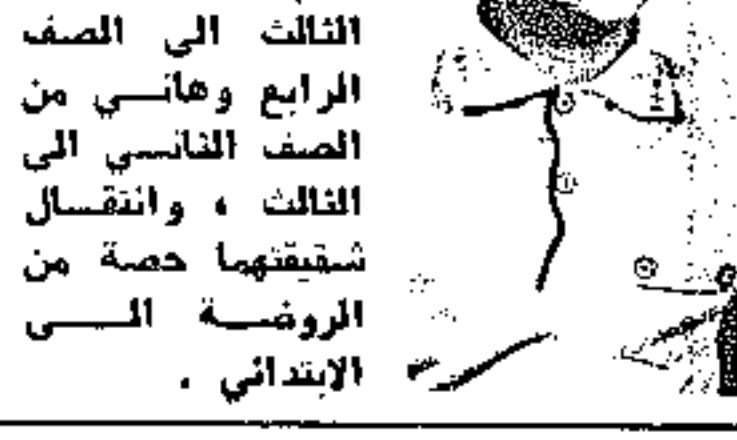 الثالث الى الصف
الرابع وهاني من
الصف الثاني الى
الثالث ، وانتقال
شقيقتهما حصة من
الروضة الى
الابتدائي .